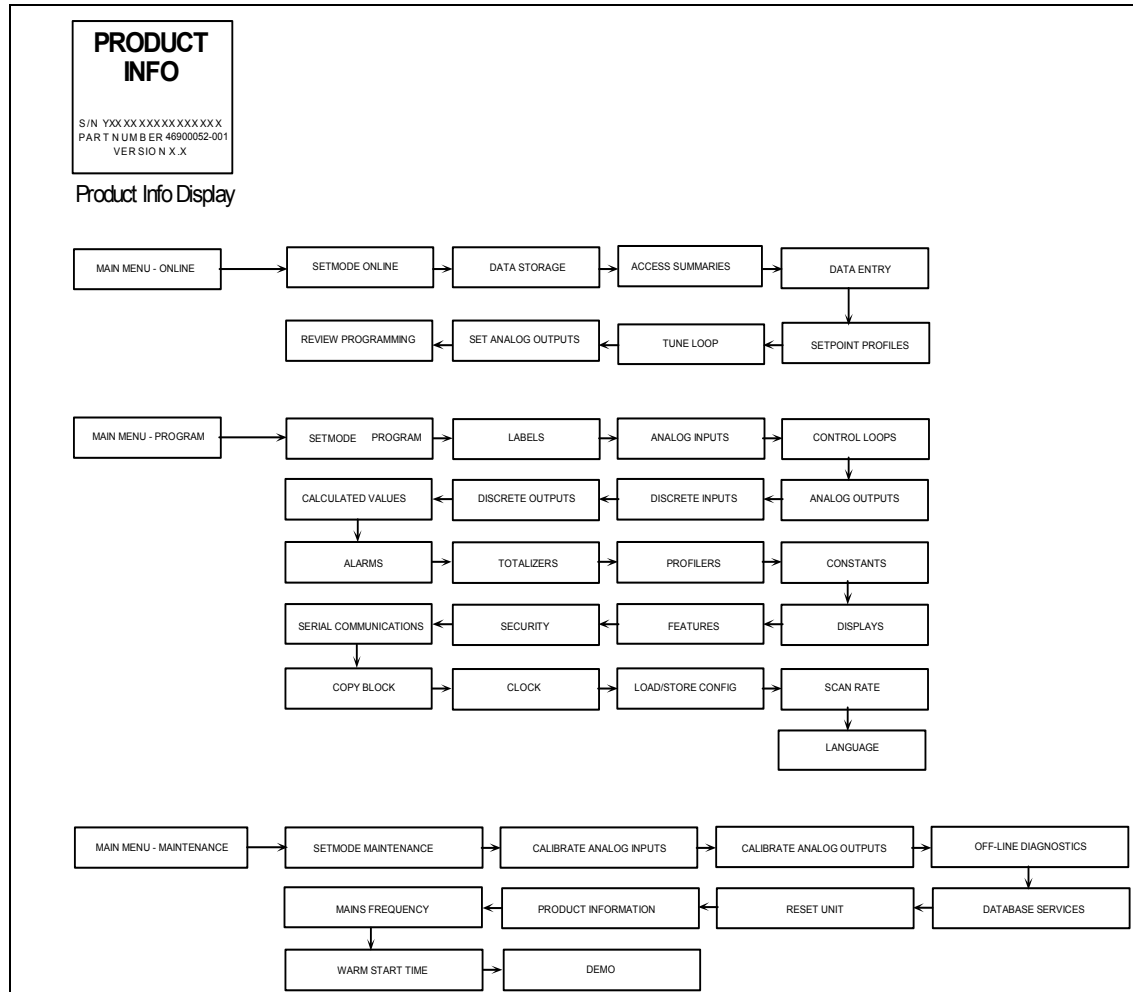 PRODUCT
INFO
S/N YXX XX XXXXXXXXXXXXXX
PART NUMBER 46900052-001
VERSION X.X
Product Info Display
MAIN MENU - ONLINE
SETMODE ONLINE
DATA STORAGE
ACCESS SUMMARIES
DATA ENTRY
REVIEW PROGRAMMING
SET ANALOG OUTPUTS
TUNE LOOP
SETPOINT PROFILES
MAIN MENU - PROGRAM
SETMODE PROGRAM
LABELS
ANALOG INPUTS
CONTROL LOOPS
CALCULATED VALUES
DISCRETE OUTPUTS
DISCRETE INPUTS
ANALOG OUTPUTS
ALARMS
TOTALIZERS
PROFILERS
CONSTANTS
SERIAL COMMUNICATIONS
SECURITY
FEATURES
DISPLAYS
COPY BLOCK
CLOCK
LOAD/STORE CONFIG
SCAN RATE
LANGUAGE
MAIN MENU - MAINTENANCE
SETMODE MAINTENANCE
CALIBRATE ANALOG INPUTS
CALIBRATE ANALOG OUTPUTS
OFF-LINE DIAGNOSTICS
MAINS FREQUENCY
PRODUCT INFORMATION
RESET UNIT
DATABASE SERVICES
WARM START TIME
DEMO